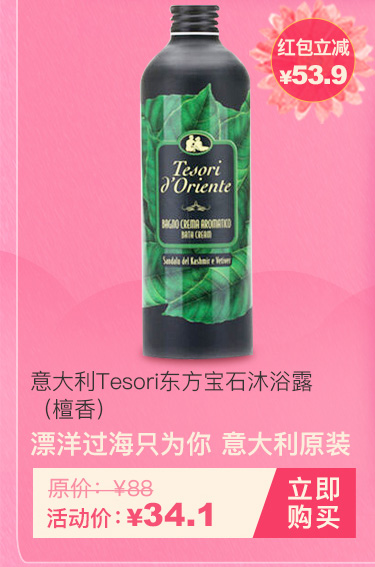 红包立减
¥53.9
Tesori
d'Oriente
BAGNO CREMA AROMATICO
BATH CREAM
Sandalo del Kashmir e Vetiver
意大利Tesori东方宝石沐浴露
（檀香）
漂洋过海只为你 意大利原装
原价：¥88
活动价：¥34.1
立即
购买